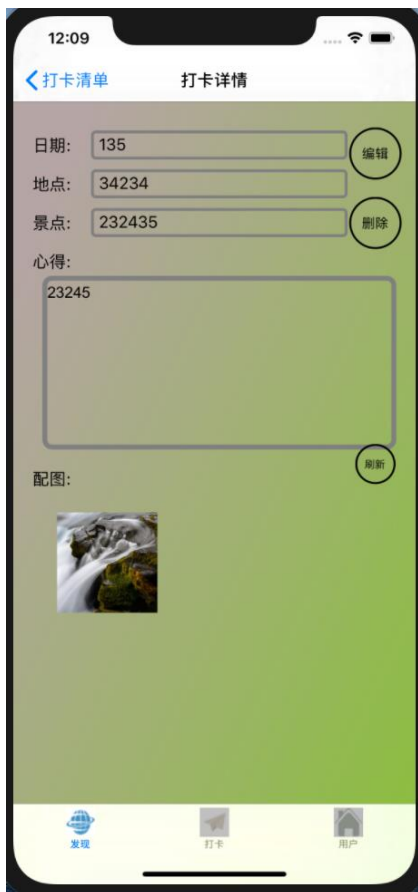 12:09
打卡清单 打卡详情
日期: 135 编辑
地点: 34234
景点: 232435 删除
心得:
23245
刷新
配图:
发现 打卡 用户